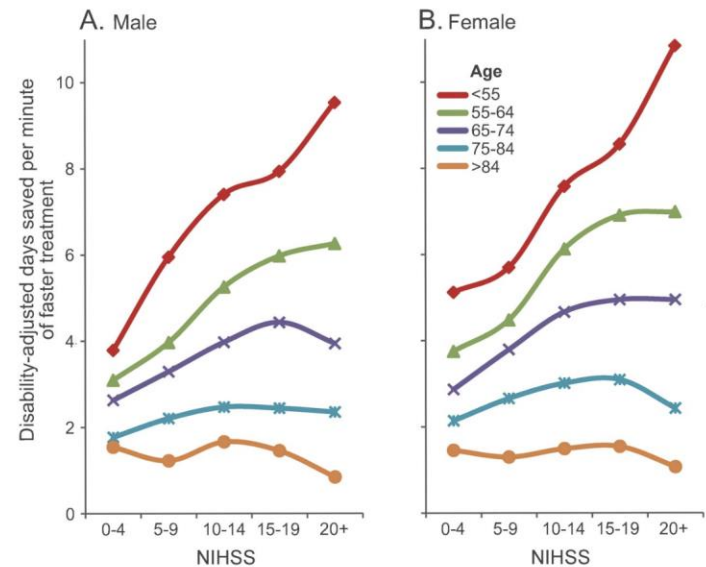 A. Male
B. Female
Disability-adjusted days saved per minute
of faster treatment
10
8
6
4
2
0
Age
<55
55-64
65-74
75-84
>84
0-4 5-9 10-14 15-19 20+
NIHSS
0-4 5-9 10-14 15-19 20+
NIHSS